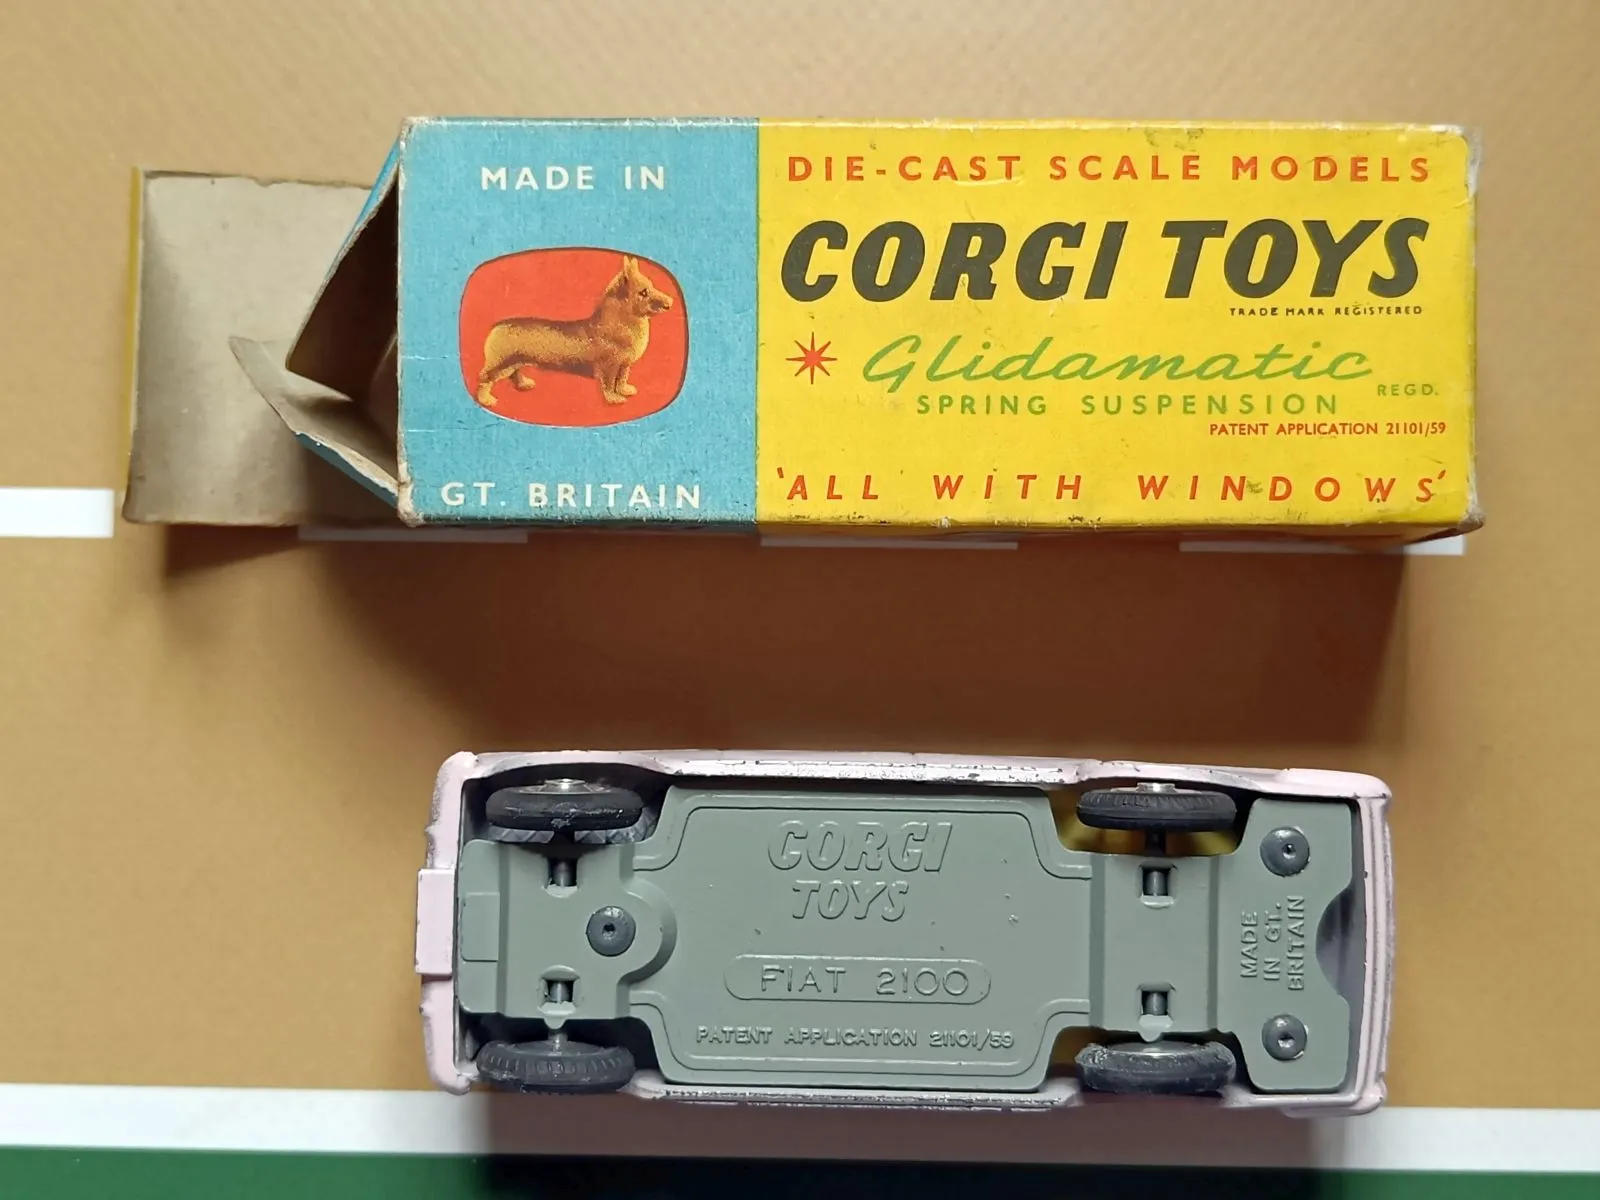 MADE IN
GT. BRITAIN
DIE-CAST SCALE MODELS
CORGI TOYS
TRADE MARK REGISTERED
Glidamatic
REGD.
SPRING SUSPENSION
PATENT APPLICATION 21101/59
'ALL WITH WINDOWS'
CORGI
TOYS
FIAT 2100
PATENT APPLICATION 21101/59
MADE
IN GT.
BRITAIN